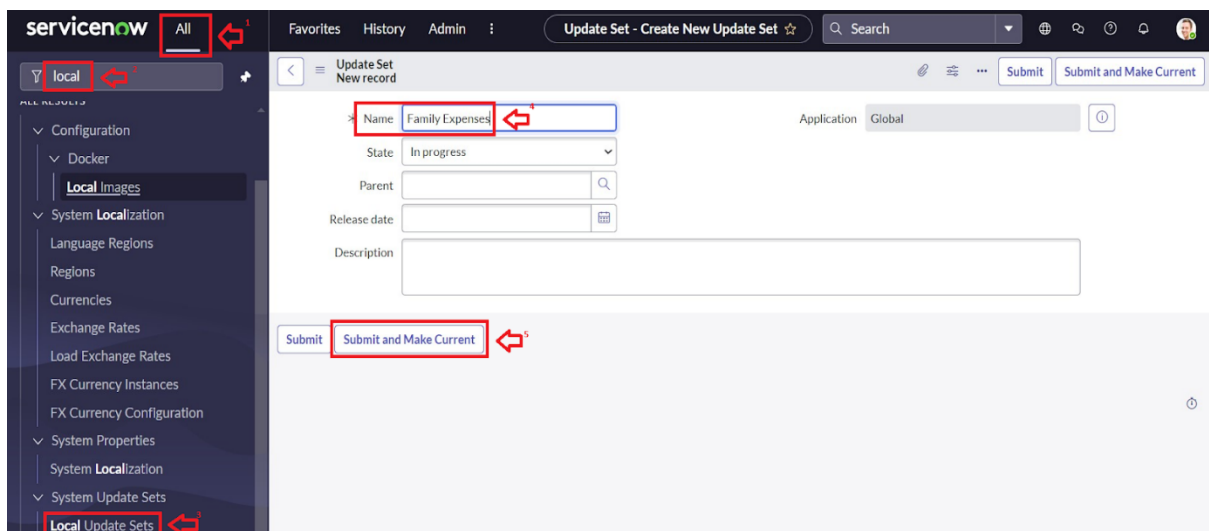 servicenow All 1 Favorites History Admin Update Set - Create New Update Set Search
local
Update Set
New record
Submit Submit and Make Current
ALL RESULTS
Configuration
Docker
Local Images
System Localization
Language Regions
Regions
Currencies
Exchange Rates
Load Exchange Rates
FX Currency Instances
FX Currency Configuration
System Properties
System Localization
System Update Sets
Local Update Sets 3
Name Family Expenses 4
Application Global
State In progress
Parent
Release date
Description
Submit Submit and Make Current 5